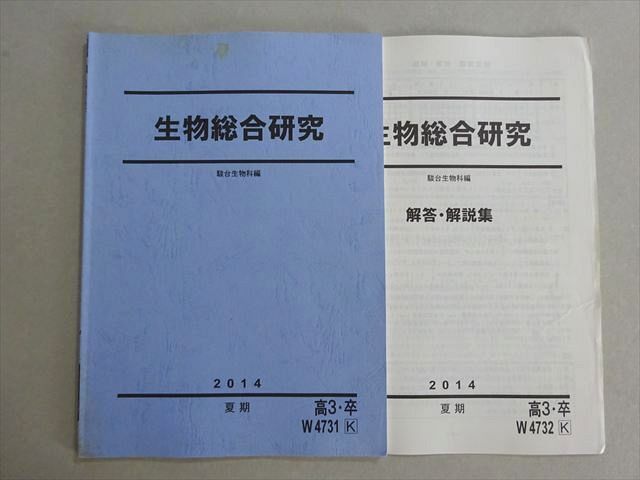 生物総合研究
駿台生物科編
2014
夏期
高3・卒
W4731 K
生物総合研究
駿台生物科編
解答・解説集
2014
夏期
高3・卒
W4732 K